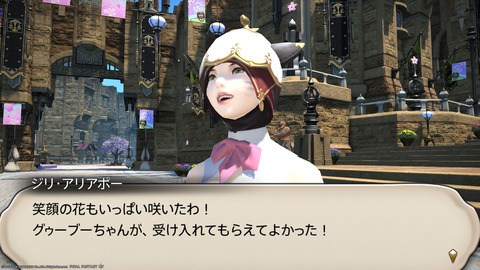 ジリ・アリアポー
笑顔の花もいっぱい咲いたわ！
グゥーブーちゃんが、受け入れてもらえてよかった！